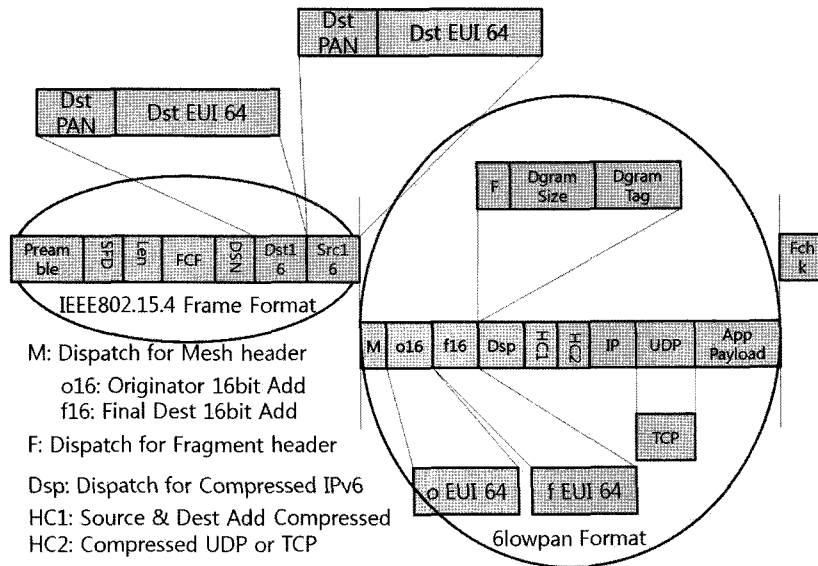 Dst
PAN
Dst EUI 64
Dst
PAN
Dst EUI 64
F
Dgram
Size
Dgram
Tag
Pream
ble
SFD
Len
FCF
DSN
Dst1
6
Src1
6
Fch
k
IEEE802.15.4 Frame Format
M
o16
f16
Dsp
HC1
HC2
IP
UDP
App
Payload
M: Dispatch for Mesh header
o16: Originator 16bit Add
f16: Final Dest 16bit Add
F: Dispatch for Fragment header
TCP
Dsp: Dispatch for Compressed IPv6
o EUI 64
f EUI 64
HC1: Source & Dest Add Compressed
HC2: Compressed UDP or TCP
6lowpan Format